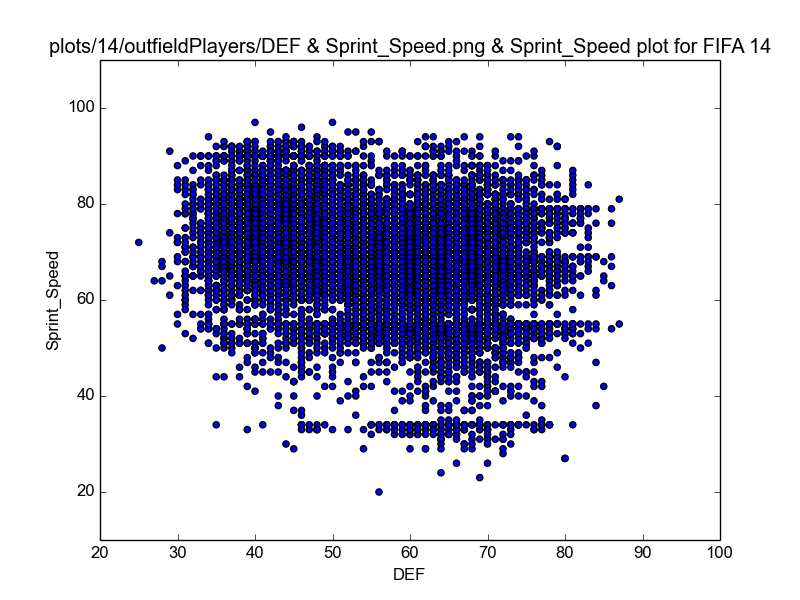 plots/14/outfieldPlayers/DEF & Sprint_Speed.png & Sprint_Speed plot for FIFA 14
100
80
60
40
20
Sprint_Speed
20 30 40 50 60 70 80 90 100
DEF